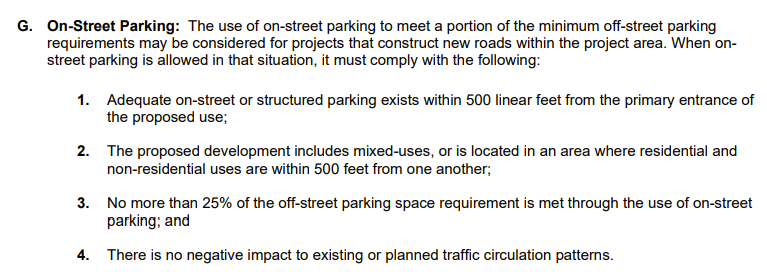 G. On-Street Parking: The use of on-street parking to meet a portion of the minimum off-street parking
requirements may be considered for projects that construct new roads within the project area. When on-
street parking is allowed in that situation, it must comply with the following:
1. Adequate on-street or structured parking exists within 500 linear feet from the primary entrance of
the proposed use;
2. The proposed development includes mixed-uses, or is located in an area where residential and
non-residential uses are within 500 feet from one another;
3. No more than 25% of the off-street parking space requirement is met through the use of on-street
parking; and
4. There is no negative impact to existing or planned traffic circulation patterns.